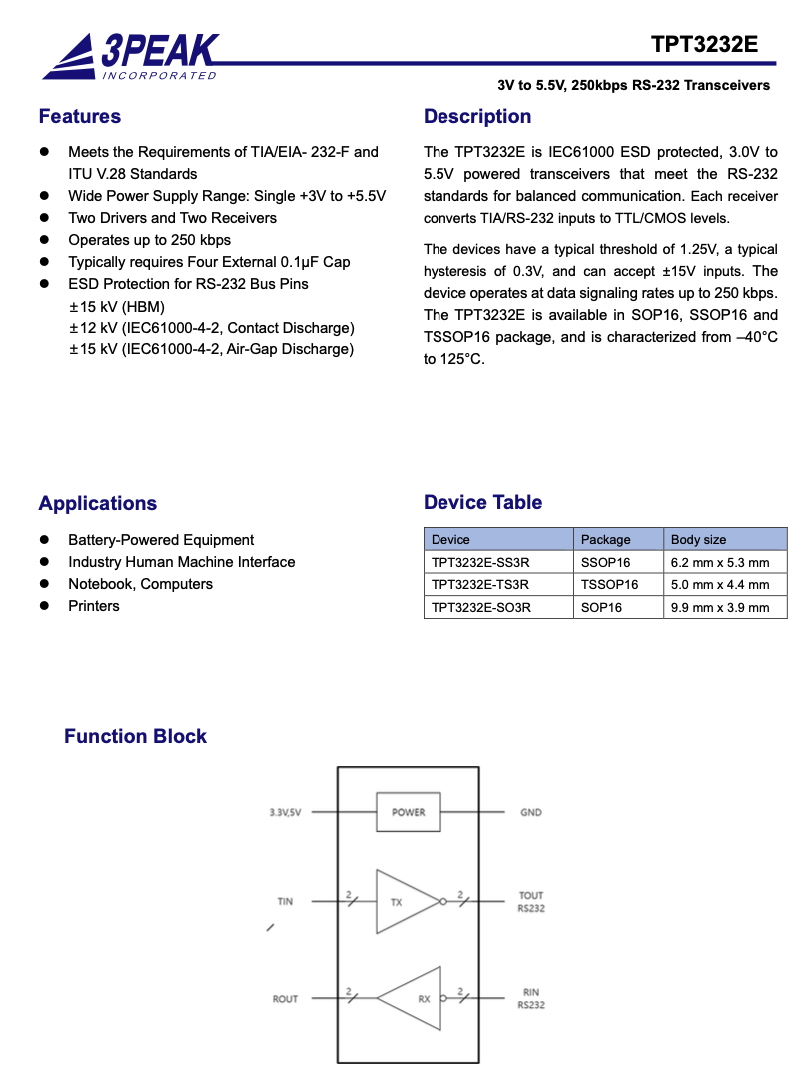 3PEAK
INCORPORATED
TPT3232E
3V to 5.5V, 250kbps RS-232 Transceivers
Features
● Meets the Requirements of TIA/EIA- 232-F and
ITU V.28 Standards
● Wide Power Supply Range: Single +3V to +5.5V
● Two Drivers and Two Receivers
● Operates up to 250 kbps
● Typically requires Four External 0.1µF Cap
● ESD Protection for RS-232 Bus Pins
±15 kV (HBM)
±12 kV (IEC61000-4-2, Contact Discharge)
±15 kV (IEC61000-4-2, Air-Gap Discharge)
Description
The TPT3232E is IEC61000 ESD protected, 3.0V to
5.5V powered transceivers that meet the RS-232
standards for balanced communication. Each receiver
converts TIA/RS-232 inputs to TTL/CMOS levels.
The devices have a typical threshold of 1.25V, a typical
hysteresis of 0.3V, and can accept ±15V inputs. The
device operates at data signaling rates up to 250 kbps.
The TPT3232E is available in SOP16, SSOP16 and
TSSOP16 package, and is characterized from –40°C
to 125°C.
Applications
● Battery-Powered Equipment
● Industry Human Machine Interface
● Notebook, Computers
● Printers
Device Table
Device Package Body size
TPT3232E-SS3R SSOP16 6.2 mm x 5.3 mm
TPT3232E-TS3R TSSOP16 5.0 mm x 4.4 mm
TPT3232E-SO3R SOP16 9.9 mm x 3.9 mm
Function Block
3.3V,5V POWER GND
TIN 2 TX 2 TOUT
RS232
ROUT 2 RX 2 RIN
RS232